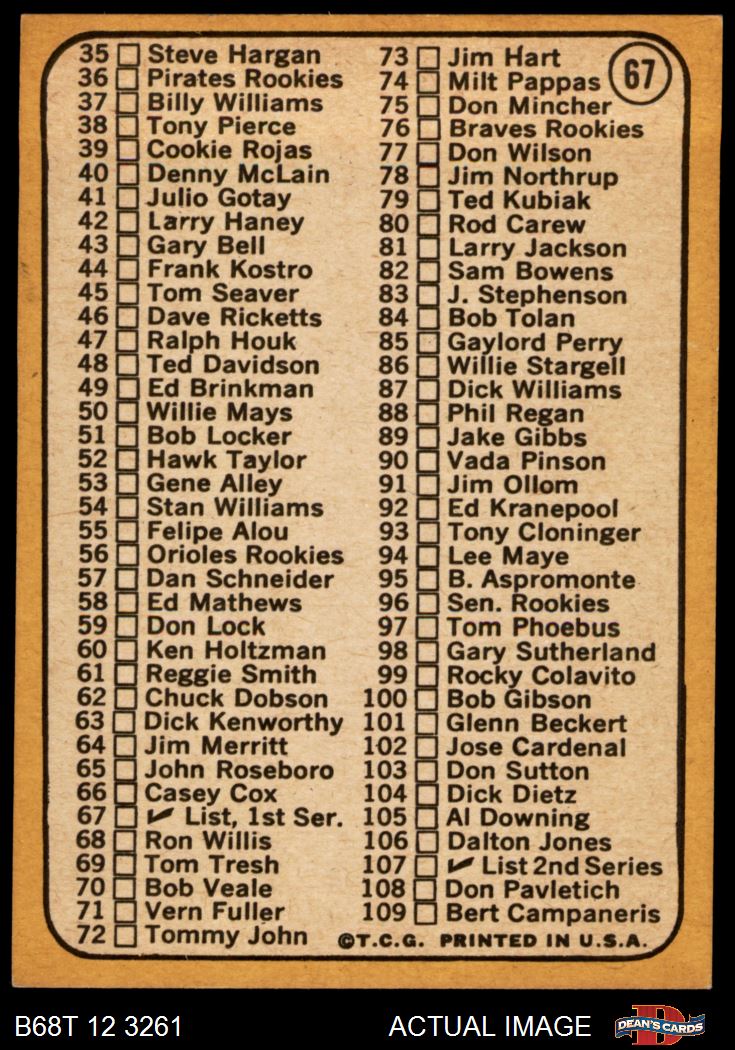 67
35 Steve Hargan
36 Pirates Rookies
37 Billy Williams
38 Tony Pierce
39 Cookie Rojas
40 Denny McLain
41 Julio Gotay
42 Larry Haney
43 Gary Bell
44 Frank Kostro
45 Tom Seaver
46 Dave Ricketts
47 Ralph Houk
48 Ted Davidson
49 Ed Brinkman
50 Willie Mays
51 Bob Locker
52 Hawk Taylor
53 Gene Alley
54 Stan Williams
55 Felipe Alou
56 Orioles Rookies
57 Dan Schneider
58 Ed Mathews
59 Don Lock
60 Ken Holtzman
61 Reggie Smith
62 Chuck Dobson
63 Dick Kenworthy
64 Jim Merritt
65 John Roseboro
66 Casey Cox
67 ✓ List, 1st Ser.
68 Ron Willis
69 Tom Tresh
70 Bob Veale
71 Vern Fuller
72 Tommy John
73 Jim Hart
74 Milt Pappas
75 Don Mincher
76 Braves Rookies
77 Don Wilson
78 Jim Northrup
79 Ted Kubiak
80 Rod Carew
81 Larry Jackson
82 Sam Bowens
83 J. Stephenson
84 Bob Tolan
85 Gaylord Perry
86 Willie Stargell
87 Dick Williams
88 Phil Regan
89 Jake Gibbs
90 Vada Pinson
91 Jim Ollom
92 Ed Kranepool
93 Tony Cloninger
94 Lee Maye
95 B. Aspromonte
96 Sen. Rookies
97 Tom Phoebus
98 Gary Sutherland
99 Rocky Colavito
100 Bob Gibson
101 Glenn Beckert
102 Jose Cardenal
103 Don Sutton
104 Dick Dietz
105 Al Downing
106 Dalton Jones
107 ✓ List 2nd Series
108 Don Pavletich
109 Bert Campaneris
©T.C.G. PRINTED IN U.S.A.
B68T 12 3261
ACTUAL IMAGE
D
DEAN'S CARDS